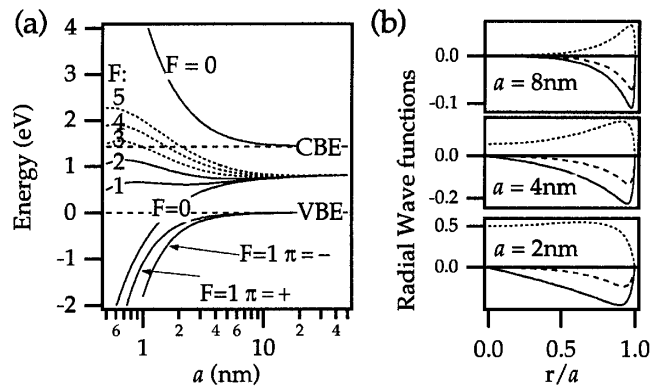 (a)
4
3
2
1
0
-1
-2
Energy (eV)
F:
5
4
3
2
1
F = 0
CBE
F=0
VBE
F=1 π = −
F=1 π = +
6
1
2
4
6
10
2
4
a (nm)
(b)
Radial Wave functions
0.0
-0.1
a = 8nm
0.0
-0.2
a = 4nm
0.5
0.0
a = 2nm
0.0
0.5
1.0
r/a